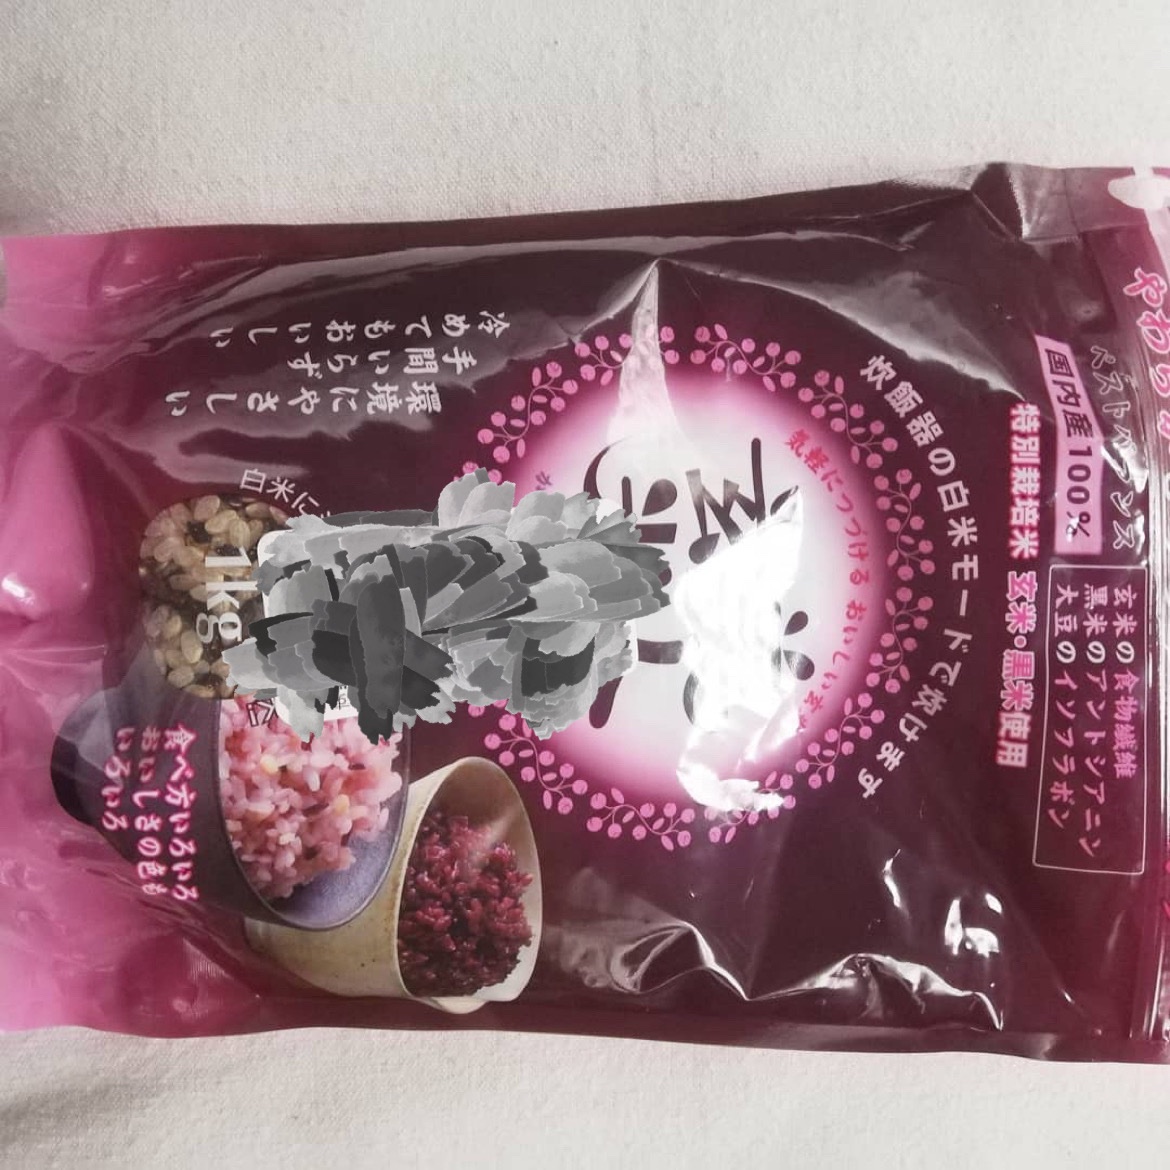 やわらか
ベストバランス
国内産100%
特別栽培米 玄米・黒米使用
玄米の食物繊維
黒米のアントシアニン
大豆のイソフラボン
炊飯器の白米モードで炊けます
気軽につづける おいしい
冷めてもおいしい
手間いらず
環境にやさしい
白米に
1kg
食べ方いろいろ
おいしさの色も
いろいろ